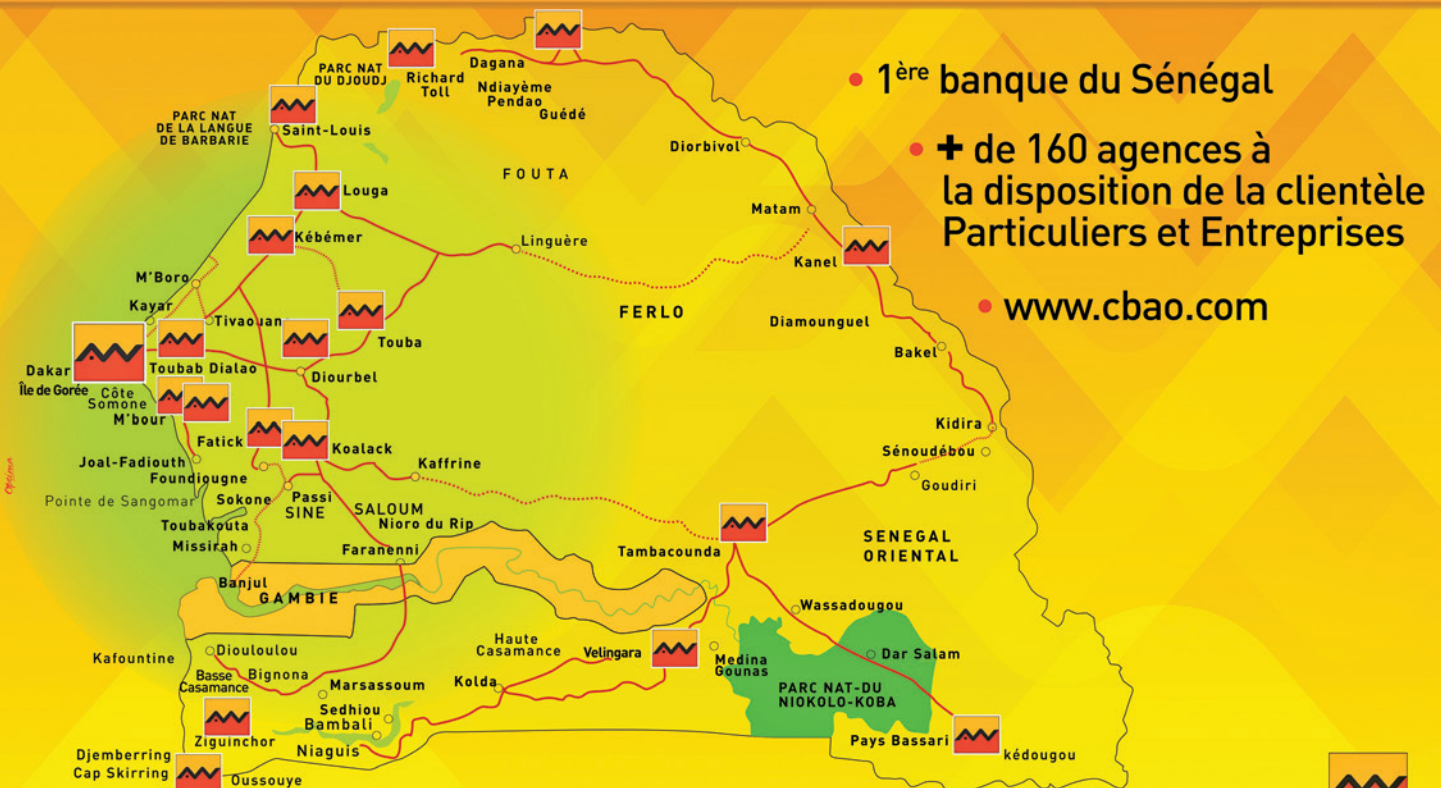 • 1ère banque du Sénégal
• + de 160 agences à
la disposition de la clientèle
Particuliers et Entreprises
• www.cbao.com
PARC NAT
DU DJOUDJ
Richard
Toll
Dagana
Ndiayème
Pendao
Guédé
PARC NAT
DE LA LANGUE
DE BARBARIE
Saint-Louis
Diorbivol
FOUTA
Louga
Matam
Kébémer
Linguère
Kanel
M'Boro
Kayar
Tivaouan
FERLO
Diamounguel
Touba
Bakel
Dakar
Toubab Dialao
Diourbel
Île de Gorée
Côte
Somone
M'bour
Kidira
Fatick
Koalack
Sénoudébou
Joal-Fadiouth
Kaffrine
Foundiougne
Goudiri
Pointe de Sangomar
Sokone
Passi
SINE
SALOUM
Nioro du Rip
Toubakouta
Missirah
Faranenni
Tambacounda
SENEGAL
ORIENTAL
Banjul
GAMBIE
Wassadougou
Diouloulou
Haute
Casamance
Velingara
Medina
Gounas
Dar Salam
Kafountine
Basse
Casamance
Bignona
Marsassoum
Kolda
PARC NAT-DU
NIOKOLO-KOBA
Sedhiou
Bambali
Ziguinchor
Niaguis
Pays Bassari
kédougou
Djemberring
Cap Skirring
Oussouye